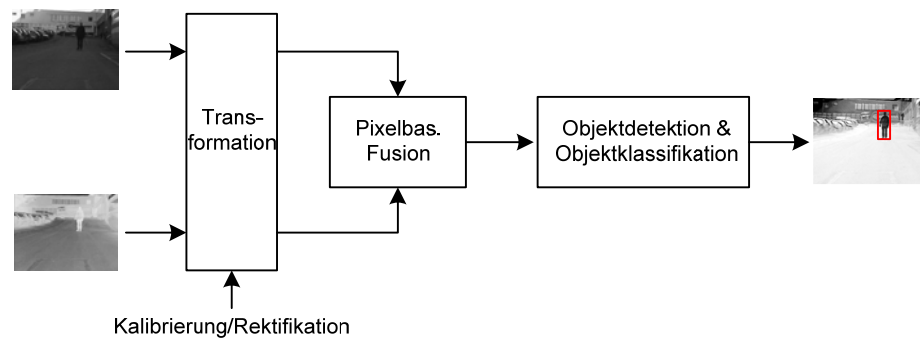 Trans-
formation
Pixelbas.
Fusion
Objektdetektion &
Objektklassifikation
Kalibrierung/Rektifikation